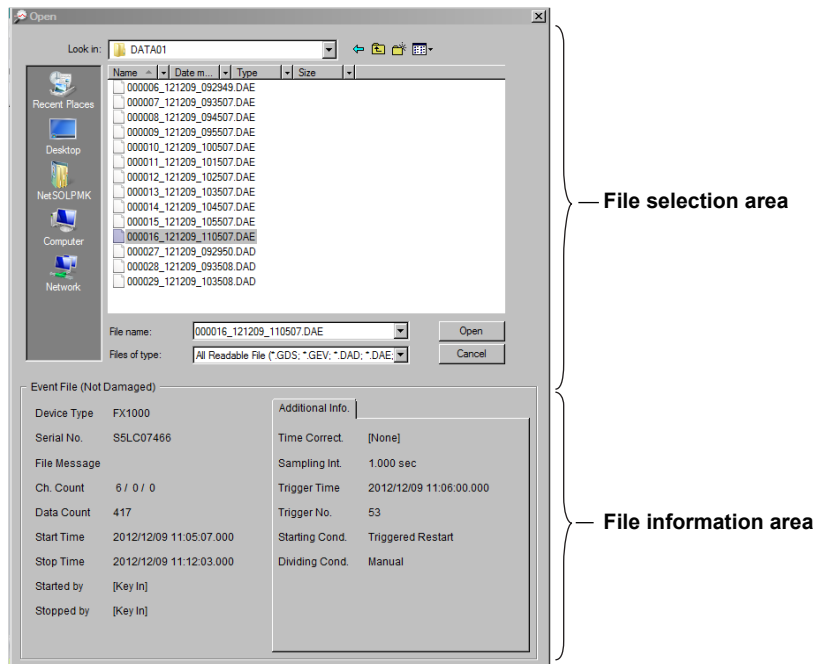 Open
Look in: DATA01
Name Date m... Type Size
Recent Places
Desktop
NetSOLPMK
Computer
Network
000006_121209_092949.DAE
000007_121209_093507.DAE
000008_121209_094507.DAE
000009_121209_095507.DAE
000010_121209_100507.DAE
000011_121209_101507.DAE
000012_121209_102507.DAE
000013_121209_103507.DAE
000014_121209_104507.DAE
000015_121209_105507.DAE
000016_121209_110507.DAE
000027_121209_092950.DAD
000028_121209_093508.DAD
000029_121209_103508.DAD
File name: 000016_121209_110507.DAE Open
Files of type: All Readable File (*.GDS; *.GEV; *.DAD; *.DAE; Cancel
File selection area
Event File (Not Damaged)
Device Type FX1000
Serial No. S5LC07466
File Message
Ch. Count 6 / 0 / 0
Data Count 417
Start Time 2012/12/09 11:05:07.000
Stop Time 2012/12/09 11:12:03.000
Started by [Key In]
Stopped by [Key In]
Additional Info.
Time Correct. [None]
Sampling Int. 1.000 sec
Trigger Time 2012/12/09 11:06:00.000
Trigger No. 53
Starting Cond. Triggered Restart
Dividing Cond. Manual
File information area